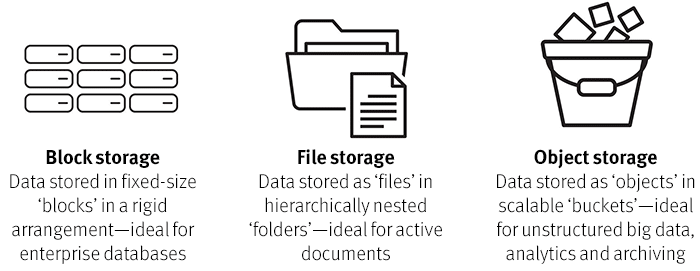 Block storage
Data stored in fixed-size
‘blocks’ in a rigid
arrangement—ideal for
enterprise databases
File storage
Data stored as ‘files’ in
hierarchically nested
‘folders’—ideal for active
documents
Object storage
Data stored as ‘objects’ in
scalable ‘buckets’—ideal
for unstructured big data,
analytics and archiving